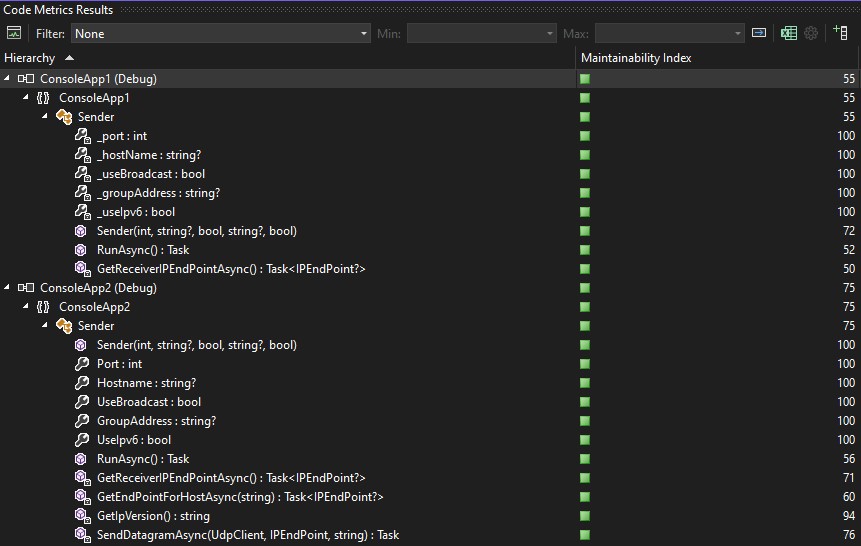 Code Metrics Results
Filter: None Min: Max:
Hierarchy Maintainability Index
ConsoleApp1 (Debug) 55
ConsoleApp1 55
Sender 55
_port : int 100
_hostName : string? 100
_useBroadcast : bool 100
_groupAddress : string? 100
_useIpv6 : bool 100
Sender(int, string?, bool, string?, bool) 72
RunAsync() : Task 52
GetReceiverIPEndPointAsync() : Task<IPEndPoint?> 50
ConsoleApp2 (Debug) 75
ConsoleApp2 75
Sender 75
Sender(int, string?, bool, string?, bool) 100
Port : int 100
Hostname : string? 100
UseBroadcast : bool 100
GroupAddress : string? 100
UseIpv6 : bool 100
RunAsync() : Task 56
GetReceiverIPEndPointAsync() : Task<IPEndPoint?> 71
GetEndPointForHostAsync(string) : Task<IPEndPoint?> 60
GetIpVersion() : string 94
SendDatagramAsync(UdpClient, IPEndPoint, string) : Task 76